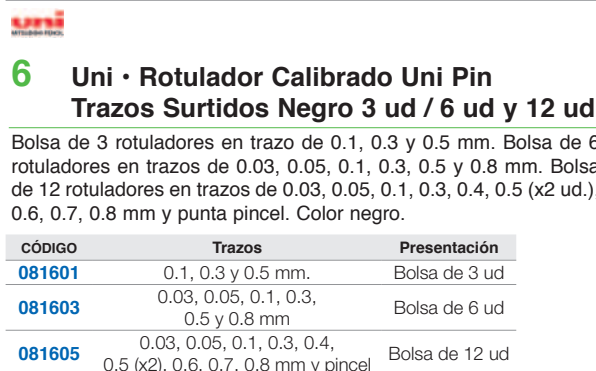 uni
MITSUBISHI PENCIL
6 Uni • Rotulador Calibrado Uni Pin
Trazos Surtidos Negro 3 ud / 6 ud y 12 ud
Bolsa de 3 rotuladores en trazo de 0.1, 0.3 y 0.5 mm. Bolsa de 6
rotuladores en trazos de 0.03, 0.05, 0.1, 0.3, 0.5 y 0.8 mm. Bolsa
de 12 rotuladores en trazos de 0.03, 0.05, 0.1, 0.3, 0.4, 0.5 (x2 ud.),
0.6, 0.7, 0.8 mm y punta pincel. Color negro.
CÓDIGO Trazos Presentación
081601 0.1, 0.3 y 0.5 mm. Bolsa de 3 ud
081603 0.03, 0.05, 0.1, 0.3,
0.5 y 0.8 mm Bolsa de 6 ud
081605 0.03, 0.05, 0.1, 0.3, 0.4,
0.5 (x2), 0.6, 0.7, 0.8 mm y pincel Bolsa de 12 ud